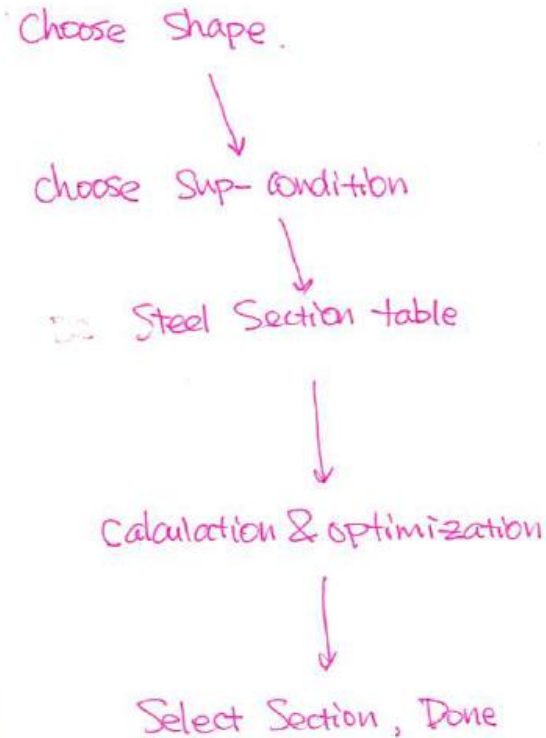 Choose Shape.
Choose Sup-condition
Steel Section table
Calculation & optimization
Select Section, Done